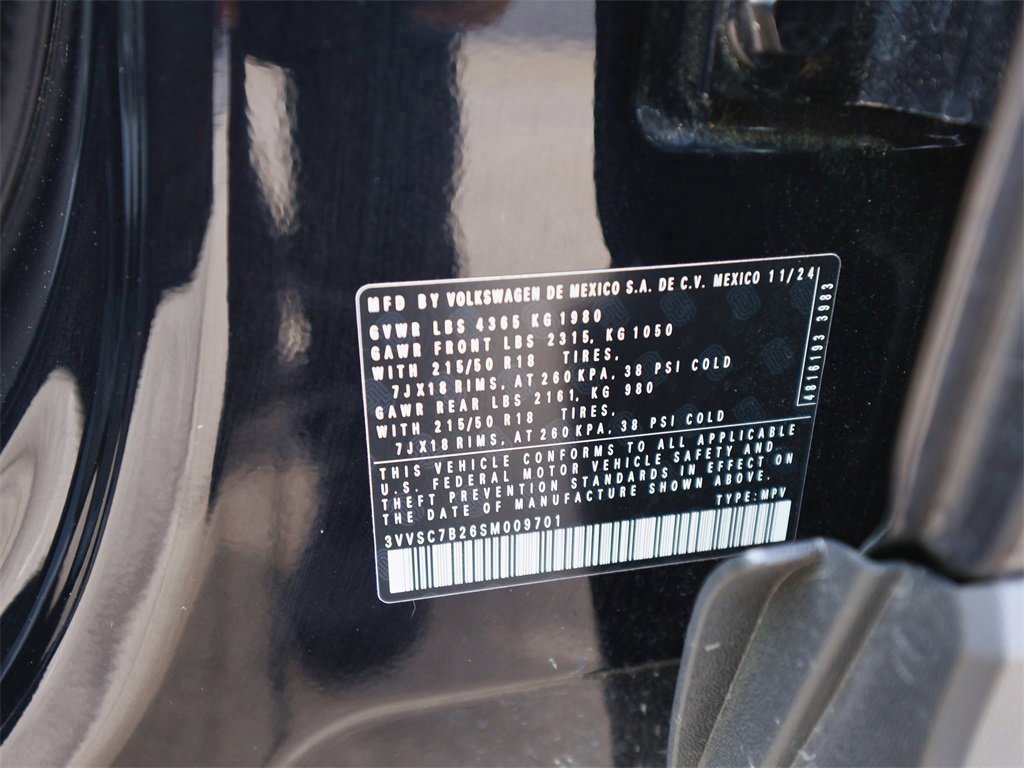 MFD BY VOLKSWAGEN DE MEXICO S.A. DE C.V. MEXICO 11/24
GVWR LBS 4365 KG 1980
GAWR FRONT LBS 2315, KG 1050
WITH 215/50 R18 TIRES,
7JX18 RIMS, AT 260 KPA, 38 PSI COLD
GAWR REAR LBS 2161, KG 980
WITH 215/50 R18 TIRES,
7JX18 RIMS, AT 260 KPA, 38 PSI COLD
4816193 3983
THIS VEHICLE CONFORMS TO ALL APPLICABLE
U.S. FEDERAL MOTOR VEHICLE SAFETY AND
THEFT PREVENTION STANDARDS IN EFFECT ON
THE DATE OF MANUFACTURE SHOWN ABOVE.
TYPE: MPV
3VVSC7B26SM009701